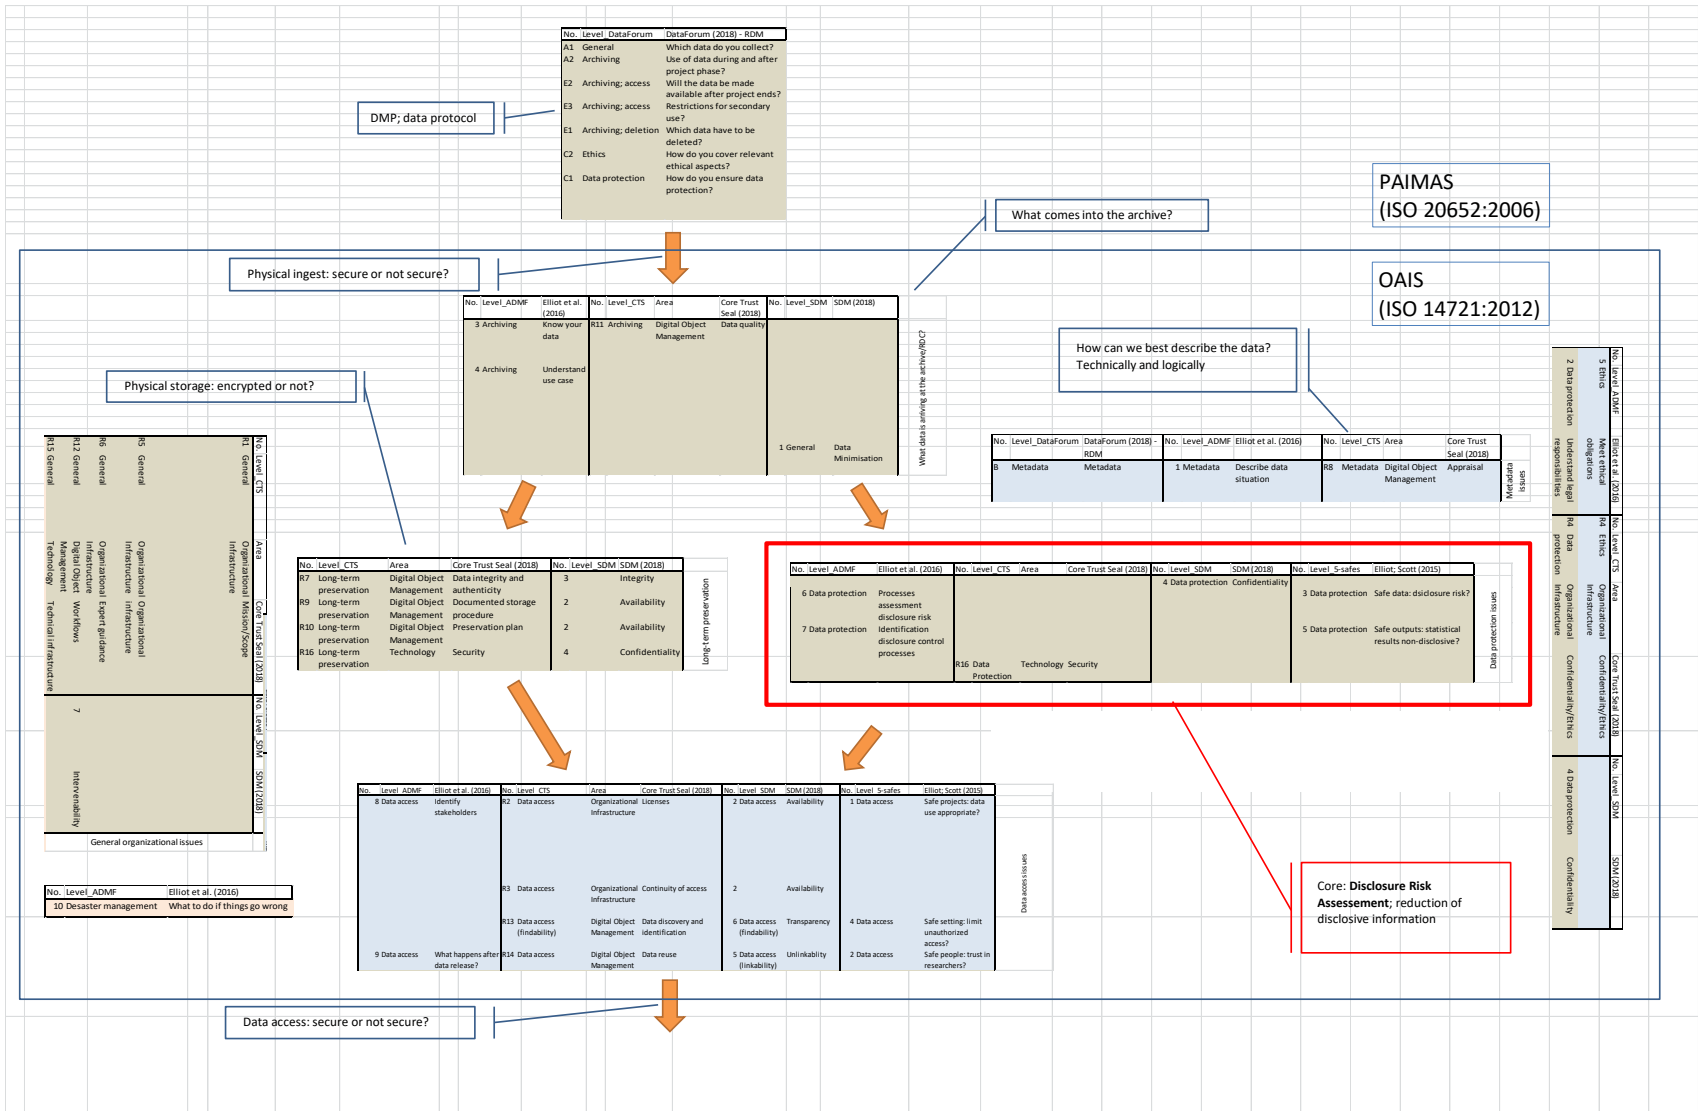 No. Level_DataForum DataForum (2018) - RDM
A1 General Which data do you collect?
A2 Archiving Use of data during and after
project phase?
E2 Archiving; access Will the data be made
available after project ends?
E3 Archiving; access Restrictions for secondary
use?
E1 Archiving; deletion Which data have to be
deleted?
C2 Ethics How do you cover relevant
ethical aspects?
C1 Data protection How do you ensure data
protection?
DMP; data protocol
PAIMAS
(ISO 20652:2006)
What comes into the archive?
Physical ingest: secure or not secure?
OAIS
(ISO 14721:2012)
No. Level_ADMF Elliot et al. No. Level_CTS Area Core Trust No. Level_SDM SDM (2018)
(2016) Seal (2018)
3 Archiving Know your R11 Archiving Digital Object Data quality
data Management
4 Archiving Understand
use case
1 General Data
Minimisation
What data is arriving at the archive/RDC?
How can we best describe the data?
Technically and logically
Physical storage: encrypted or not?
No. Level_DataForum DataForum (2018) - No. Level_ADMF Elliot et al. (2016) No. Level_CTS Area Core Trust
RDM Seal (2018)
B Metadata Metadata 1 Metadata Describe data R8 Metadata Digital Object Appraisal
situation Management
Metadata
issues
No. Level_CTS Area Core Trust Seal (2018) No. Level_SDM SDM (2018)
R1 General Organizational Mission/Scope
Infrastructure
R5 General Organizational Organizational
Infrastructure infrastructure
R6 General Organizational Expert guidance
Infrastructure
R12 General Digital Object Workflows 7 Intervenability
Management
R15 General Technology Technical infrastructure
General organizational issues
No. Level_CTS Area Core Trust Seal (2018) No. Level_SDM SDM (2018)
R7 Long-term Digital Object Data integrity and 3 Integrity
preservation Management authenticity
R9 Long-term Digital Object Documented storage 2 Availability
preservation Management procedure
R10 Long-term Digital Object Preservation plan 2 Availability
preservation Management
R16 Long-term Technology Security 4 Confidentiality
preservation
long-term preservation
No. Level_ADMF Elliot et al. (2016) No. Level_CTS Area Core Trust Seal (2018) No. Level_SDM SDM (2018) No. Level_5-safes Elliot; Scott (2015)
4 Data protection Confidentiality
6 Data protection Processes 3 Data protection Safe data: dsiclosure risk?
assessment
disclosure risk
7 Data protection Identification 5 Data protection Safe outputs: statistical
disclosure control results non-disclosive?
processes
R16 Data Technology Security
Protection
Data protection issues
No. Level_ADMF Elliot et al. (2016) No. Level_CTS Area Core Trust Seal (2018) No. Level_SDM SDM (2018)
5 Ethics Meet ethical R4 Ethics Organizational Confidentiality/Ethics
obligations Infrastructure
2 Data protection Understand legal R4 Data Organizational Confidentiality/Ethics 4 Data protection Confidentiality
responsibilities protection Infrastructure
No. Level_ADMF Elliot et al. (2016) No. Level_CTS Area Core Trust Seal (2018) No. Level_SDM SDM (2018) No. Level_5-safes Elliot; Scott (2015)
8 Data access Identify R2 Data access Organizational Licenses 2 Data access Availability 1 Data access Safe projects: data
stakeholders Infrastructure use appropriate?
R3 Data access Organizational Continuity of access 2 Availability
Infrastructure
R13 Data access Digital Object Data discovery and 6 Data access Transparency 4 Data access Safe setting: limit
(findability) Management identification (findability) unauthorized
access?
9 Data access What happens after R14 Data access Digital Object Data reuse 5 Data access Unlinkablity 2 Data access Safe people: trust in
data release? Management (linkability) researchers?
Data access issues
No. Level_ADMF Elliot et al. (2016)
10 Desaster management What to do if things go wrong
Core: Disclosure Risk
Assessment; reduction of
disclosive information
Data access: secure or not secure?